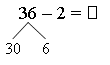 36 – 2 = □
30 6